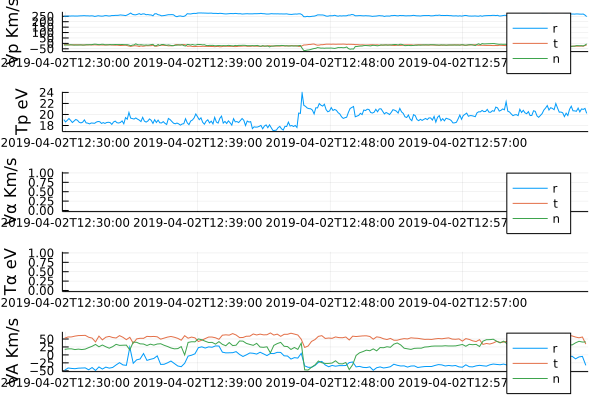 Vp Km/s
250
200
150
100
50
0
-50
2019-04-02T12:30:00 2019-04-02T12:39:00 2019-04-02T12:48:00 2019-04-02T12:57
r
t
n
Tp eV
24
22
20
18
2019-04-02T12:30:00 2019-04-02T12:39:00 2019-04-02T12:48:00 2019-04-02T12:57:00
Vα Km/s
1.00
0.75
0.50
0.25
0.00
2019-04-02T12:30:00 2019-04-02T12:39:00 2019-04-02T12:48:00 2019-04-02T12:57
r
t
n
Tα eV
1.00
0.75
0.50
0.25
0.00
2019-04-02T12:30:00 2019-04-02T12:39:00 2019-04-02T12:48:00 2019-04-02T12:57:00
VA Km/s
50
25
0
-25
-50
2019-04-02T12:30:00 2019-04-02T12:39:00 2019-04-02T12:48:00 2019-04-02T12:57
r
t
n